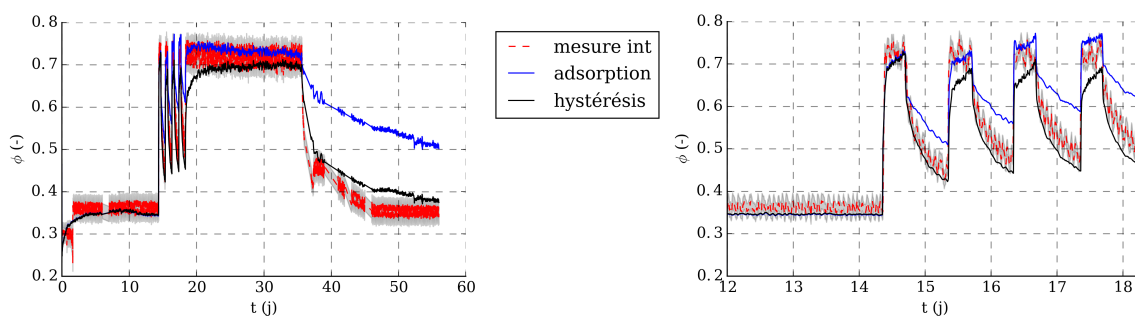 0.8
0.7
0.6
0.5
0.4
0.3
0.2
ϕ (-)
0 10 20 30 40 50 60
t (j)
mesure int
adsorption
hystérésis
0.8
0.7
0.6
0.5
0.4
0.3
0.2
ϕ (-)
12 13 14 15 16 17 18
t (j)